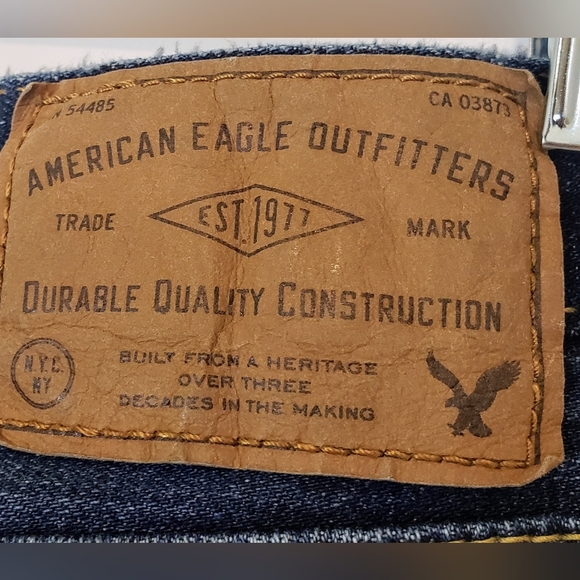 54485
CA 03873
AMERICAN EAGLE OUTFITTERS
TRADE
EST. 1977
MARK
DURABLE QUALITY CONSTRUCTION
N.Y.C.
NY
BUILT FROM A HERITAGE
OVER THREE
DECADES IN THE MAKING